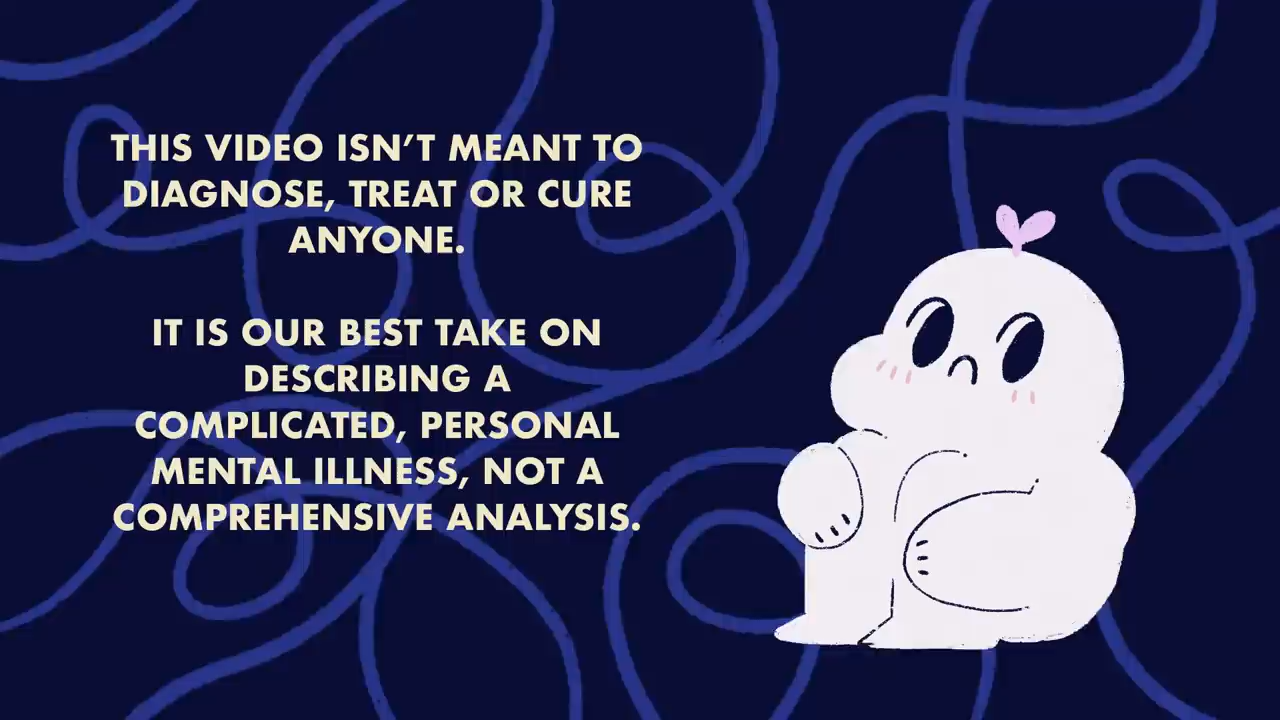 THIS VIDEO ISN’T MEANT TO
DIAGNOSE, TREAT OR CURE
ANYONE.
IT IS OUR BEST TAKE ON
DESCRIBING A
COMPLICATED, PERSONAL
MENTAL ILLNESS, NOT A
COMPREHENSIVE ANALYSIS.